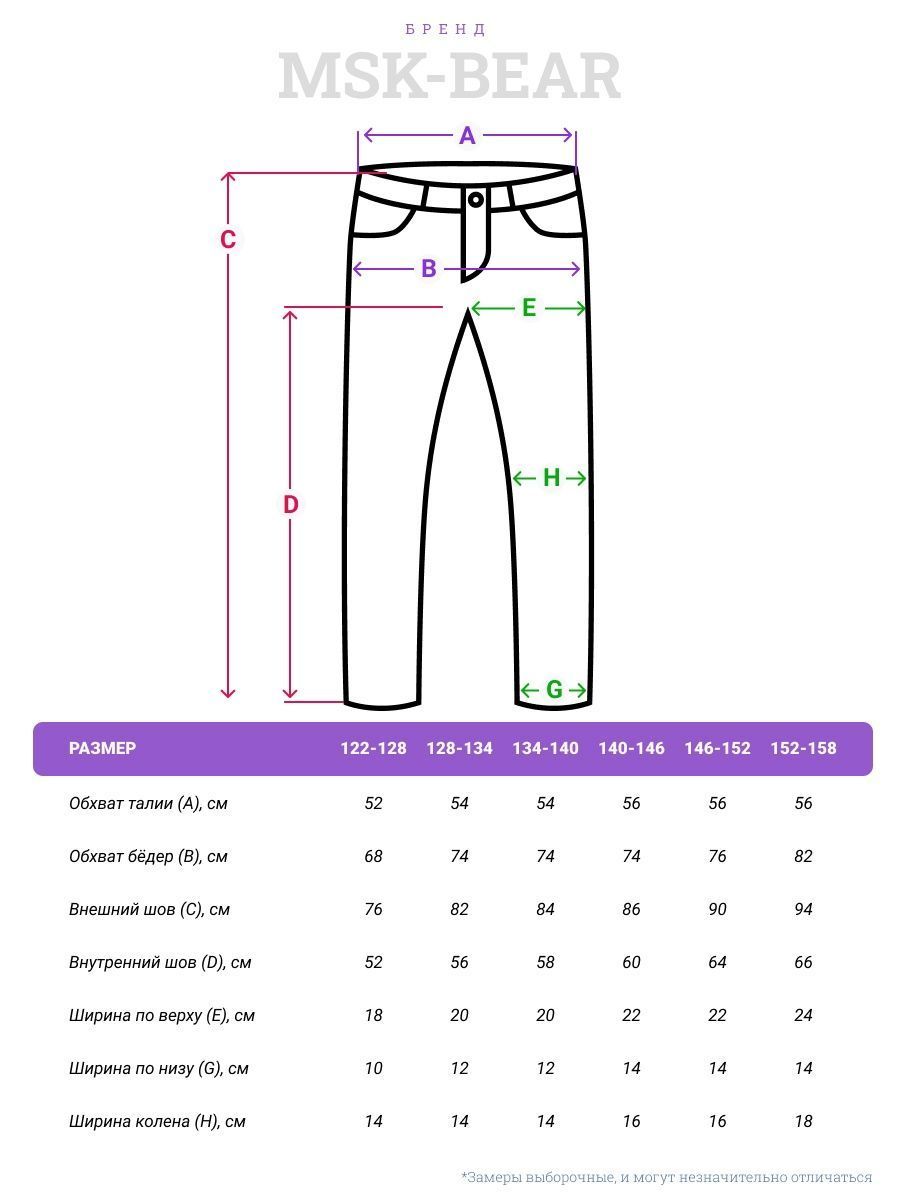 БРЕНД
MSK-BEAR
A
C
B
E
H
D
G
РАЗМЕР 122-128 128-134 134-140 140-146 146-152 152-158
Обхват талии (A), см 52 54 54 56 56 56
Обхват бёдер (B), см 68 74 74 74 76 82
Внешний шов (C), см 76 82 84 86 90 94
Внутренний шов (D), см 52 56 58 60 64 66
Ширина по верху (E), см 18 20 20 22 22 24
Ширина по низу (G), см 10 12 12 14 14 14
Ширина колена (H), см 14 14 14 16 16 18
*Замеры выборочные, и могут незначительно отличаться